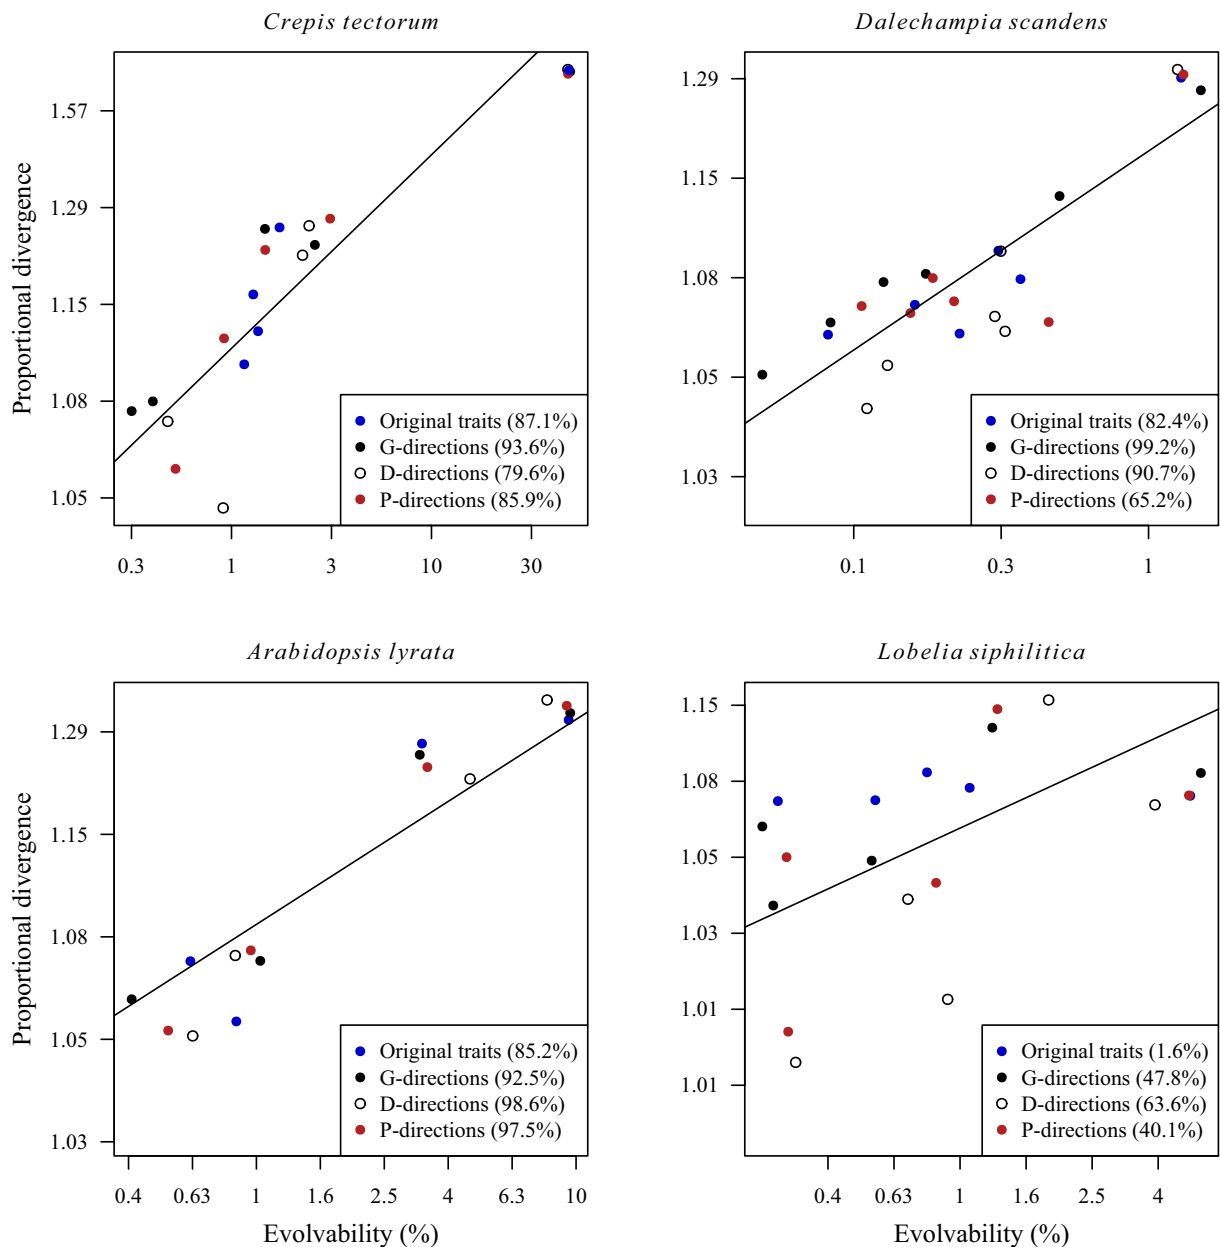 Crepis tectorum
Dalechampia scandens
Proportional divergence
1.57
1.29
1.15
1.08
1.05
Original traits (87.1%)
G-directions (93.6%)
D-directions (79.6%)
P-directions (85.9%)
0.3 1 3 10 30
1.29
1.15
1.08
1.05
1.03
Original traits (82.4%)
G-directions (99.2%)
D-directions (90.7%)
P-directions (65.2%)
0.1 0.3 1
Arabidopsis lyrata
Lobelia siphilitica
Proportional divergence
1.29
1.15
1.08
1.05
1.03
Original traits (85.2%)
G-directions (92.5%)
D-directions (98.6%)
P-directions (97.5%)
0.4 0.63 1 1.6 2.5 4 6.3 10
Evolvability (%)
1.15
1.08
1.05
1.03
1.01
1.01
Original traits (1.6%)
G-directions (47.8%)
D-directions (63.6%)
P-directions (40.1%)
0.4 0.63 1 1.6 2.5 4
Evolvability (%)